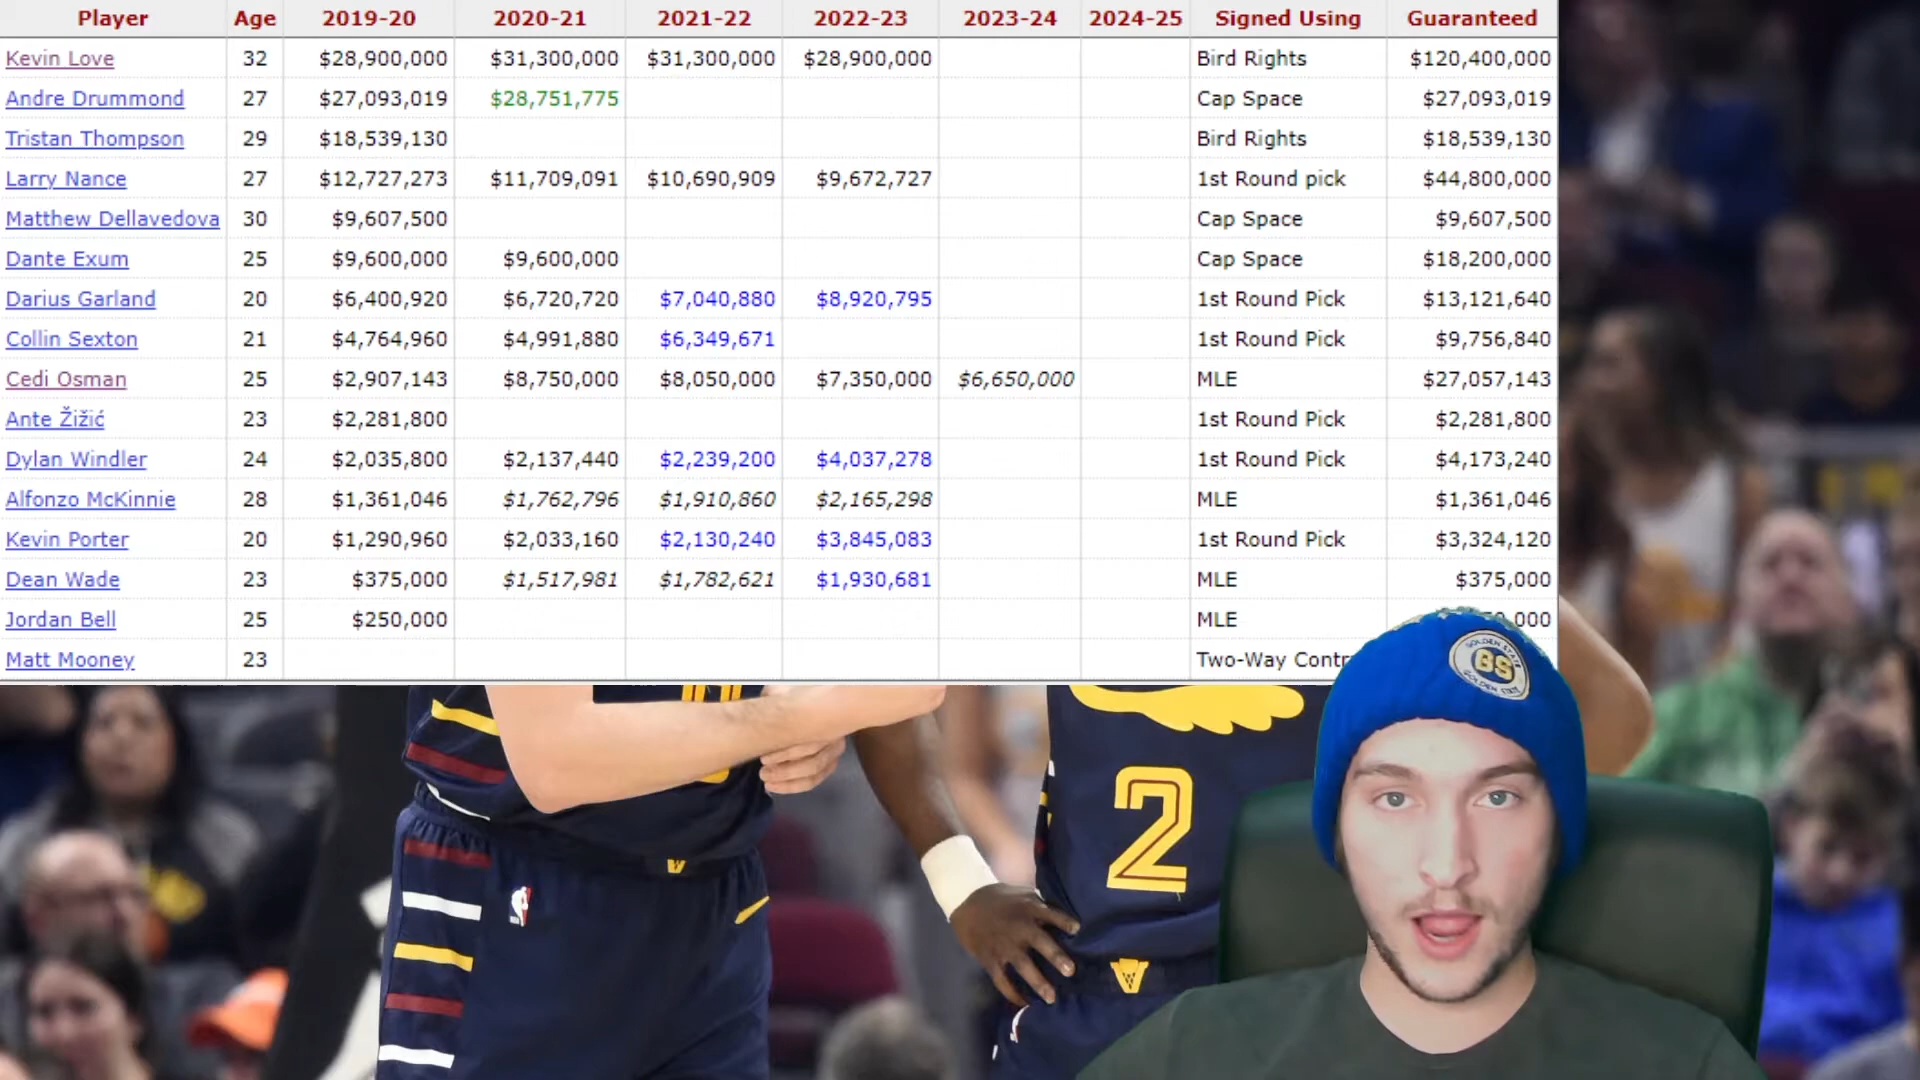 Player Age 2019-20 2020-21 2021-22 2022-23 2023-24 2024-25 Signed Using Guaranteed
Kevin Love 32 $28,900,000 $31,300,000 $31,300,000 $28,900,000 Bird Rights $120,400,000
Andre Drummond 27 $27,093,019 $28,751,775 Cap Space $27,093,019
Tristan Thompson 29 $18,539,130 Bird Rights $18,539,130
Larry Nance 27 $12,727,273 $11,709,091 $10,690,909 $9,672,727 1st Round pick $44,800,000
Matthew Dellavedova 30 $9,607,500 Cap Space $9,607,500
Dante Exum 25 $9,600,000 $9,600,000 Cap Space $18,200,000
Darius Garland 20 $6,400,920 $6,720,720 $7,040,880 $8,920,795 1st Round Pick $13,121,640
Collin Sexton 21 $4,764,960 $4,991,880 $6,349,671 1st Round Pick $9,756,840
Cedi Osman 25 $2,907,143 $8,750,000 $8,050,000 $7,350,000 $6,650,000 MLE $27,057,143
Ante Žižić 23 $2,281,800 1st Round Pick $2,281,800
Dylan Windler 24 $2,035,800 $2,137,440 $2,239,200 $4,037,278 1st Round Pick $4,173,240
Alfonzo McKinnie 28 $1,361,046 $1,762,796 $1,910,860 $2,165,298 MLE $1,361,046
Kevin Porter 20 $1,290,960 $2,033,160 $2,130,240 $3,845,083 1st Round Pick $3,324,120
Dean Wade 23 $375,000 $1,517,981 $1,782,621 $1,930,681 MLE $375,000
Jordan Bell 25 $250,000 MLE 000
Matt Mooney 23 Two-Way Contr
GOLDEN STATE
GS
GOLDEN STATE
2